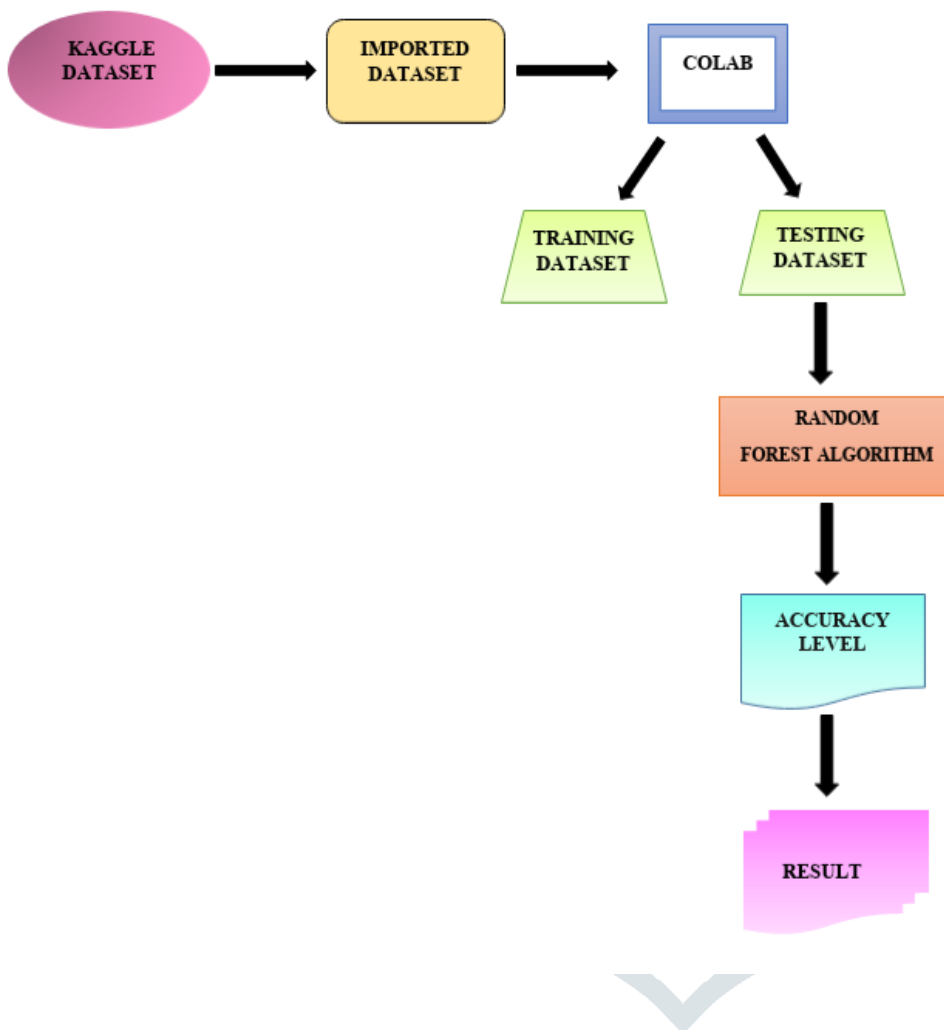 KAGGLE
DATASET
IMPORTED
DATASET
COLAB
TRAINING
DATASET
TESTING
DATASET
RANDOM
FOREST ALGORITHM
ACCURACY
LEVEL
RESULT